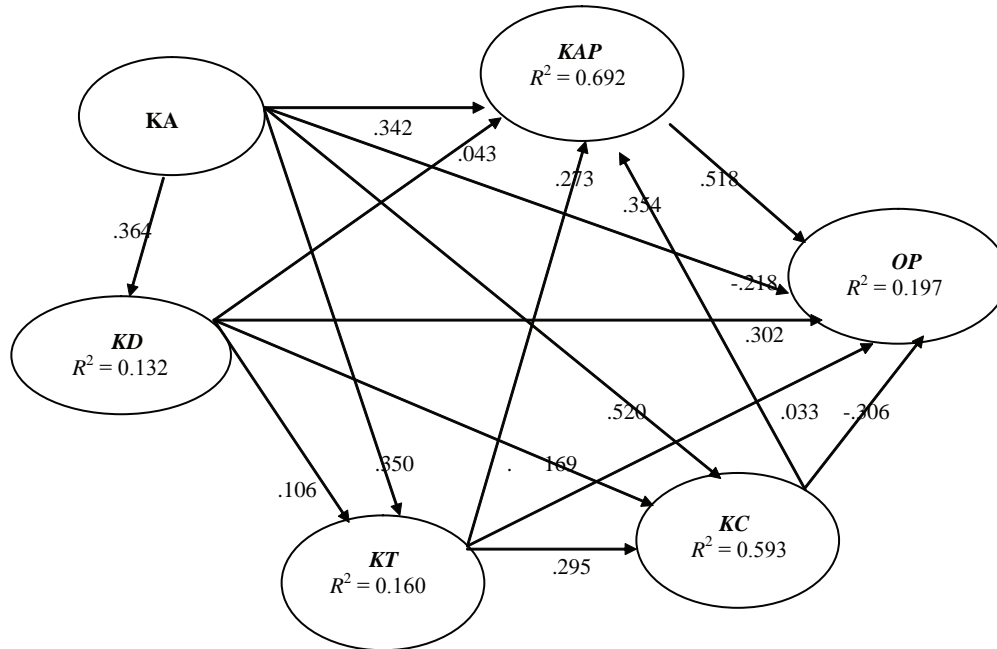 KAP
R² = 0.692
KA
.342
.043
.273
.518
.354
.364
OP
R² = 0.197
-.218
.302
KD
R² = 0.132
.520
.033
-.306
.350
. 169
.106
KC
R² = 0.593
KT
R² = 0.160
.295